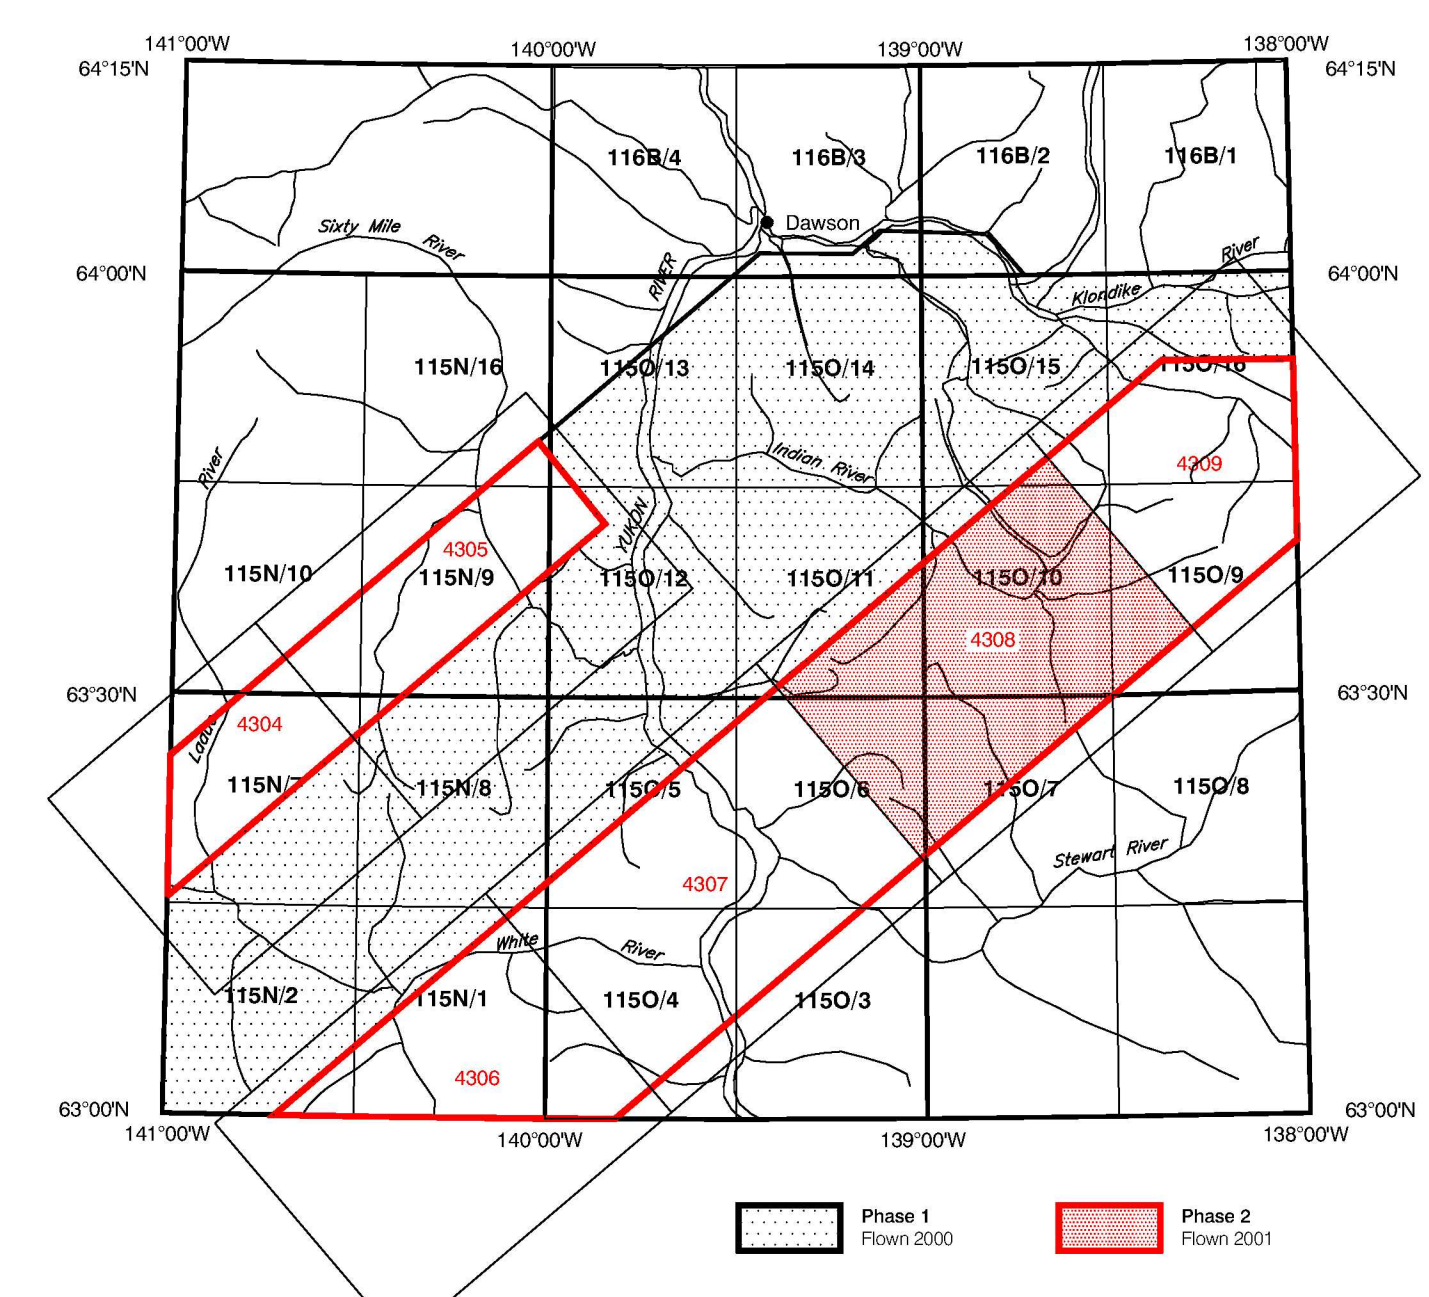 141°00'W 140°00'W 139°00'W 138°00'W
64°15'N 64°15'N
116B/4 116B/3 116B/2 116B/1
Dawson
Sixty Mile River
River
RIVER
64°00'N 64°00'N
Klondike
115N/16 115O/13 115O/14 115O/15 115O/16
River
Indian River
4309
YUKON
4305
115N/10 115N/9 115O/12 115O/11 115O/10 115O/9
4308
63°30'N 63°30'N
4304
Ladue
115N/7 115N/8 115O/5 115O/6 115O/7 115O/8
Stewart River
4307
White River
115N/2 115N/1 115O/4 115O/3
4306
63°00'N 63°00'N
141°00'W 140°00'W 139°00'W 138°00'W
Phase 1
Flown 2000
Phase 2
Flown 2001